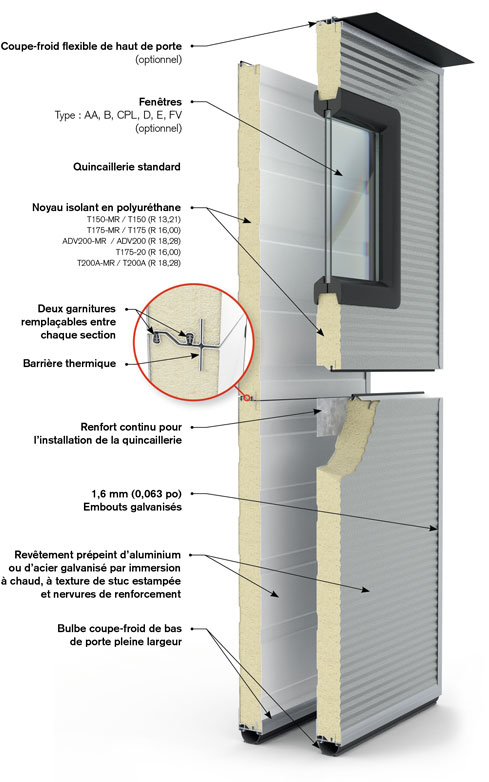 Coupe-froid flexible de haut de porte
(optionnel)
Fenêtres
Type : AA, B, CPL, D, E, FV
(optionnel)
Quincaillerie standard
Noyau isolant en polyuréthane
T150-MR / T150 (R 13,21)
T175-MR / T175 (R 16,00)
ADV200-MR / ADV200 (R 18,28)
T175-20 (R 16,00)
T200A-MR / T200A (R 18,28)
Deux garnitures
remplaçables entre
chaque section
Barrière thermique
Renfort continu pour
l'installation de la quincaillerie
1,6 mm (0,063 po)
Embouts galvanisés
Revêtement prépeint d'aluminium
ou d'acier galvanisé par immersion
à chaud, à texture de stuc estampée
et nervures de renforcement
Bulbe coupe-froid de bas
de porte pleine largeur